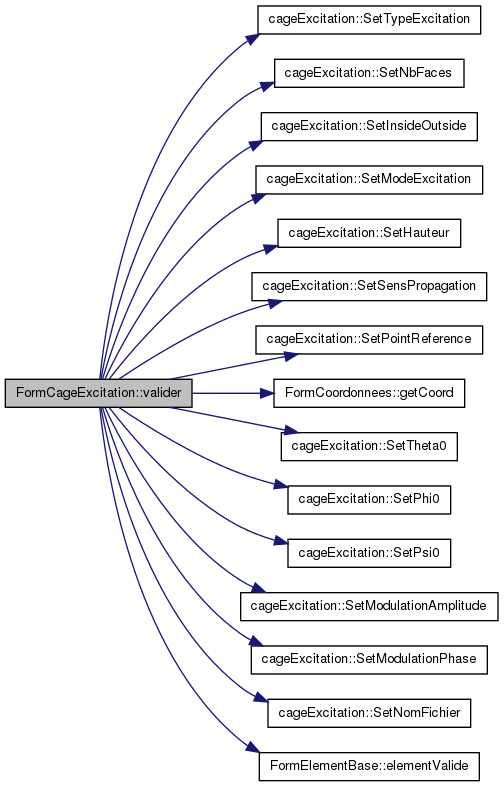 cageExcitation::SetTypeExcitation
cageExcitation::SetNbFaces
cageExcitation::SetInsideOutside
cageExcitation::SetModeExcitation
cageExcitation::SetHauteur
cageExcitation::SetSensPropagation
cageExcitation::SetPointReference
FormCageExcitation::valider
FormCoordonnees::getCoord
cageExcitation::SetTheta0
cageExcitation::SetPhi0
cageExcitation::SetPsi0
cageExcitation::SetModulationAmplitude
cageExcitation::SetModulationPhase
cageExcitation::SetNomFichier
FormElementBase::elementValide